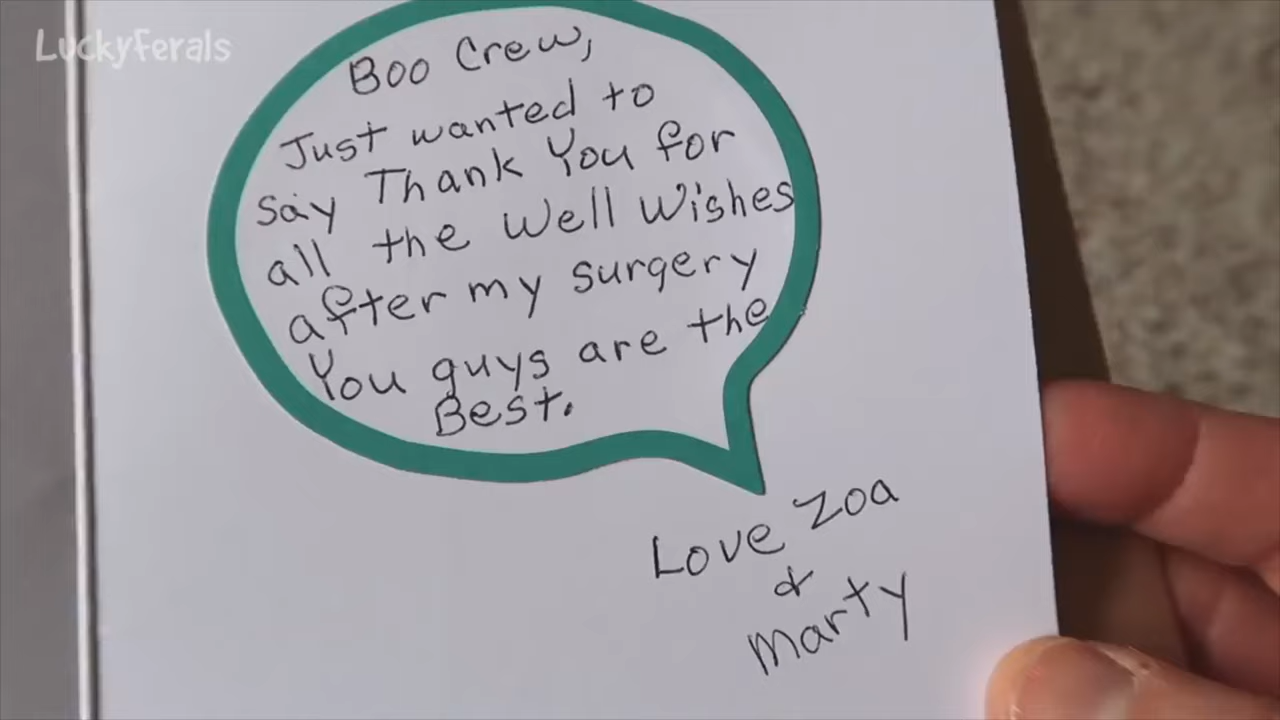 LuckyFerals
Boo Crew,
Just wanted to
say Thank You for
all the Well Wishes
after my surgery
You guys are the
Best.
Love Zoa
&
Marty